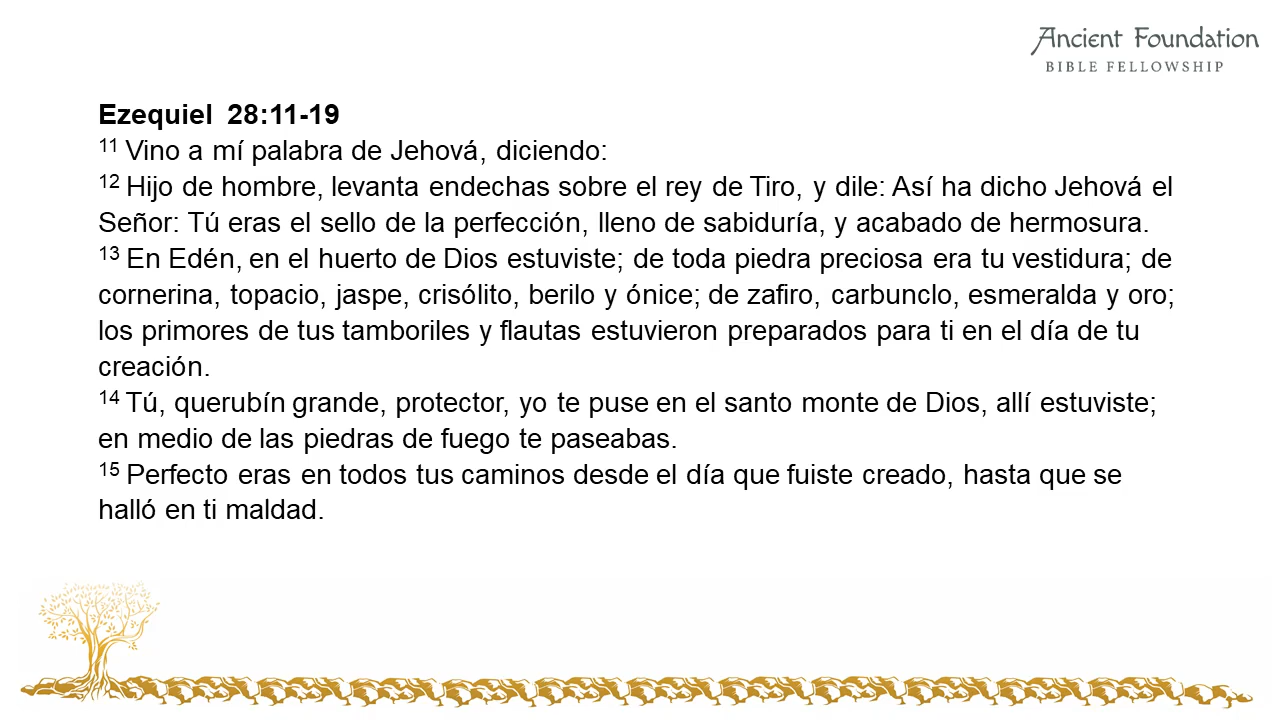 Ancient Foundation
BIBLE FELLOWSHIP
Ezequiel 28:11-19
11 Vino a mí palabra de Jehová, diciendo:
12 Hijo de hombre, levanta endechas sobre el rey de Tiro, y dile: Así ha dicho Jehová el
Señor: Tú eras el sello de la perfección, lleno de sabiduría, y acabado de hermosura.
13 En Edén, en el huerto de Dios estuviste; de toda piedra preciosa era tu vestidura; de
cornerina, topacio, jaspe, crisólito, berilo y ónice; de zafiro, carbunclo, esmeralda y oro;
los primores de tus tamboriles y flautas estuvieron preparados para ti en el día de tu
creación.
14 Tú, querubín grande, protector, yo te puse en el santo monte de Dios, allí estuviste;
en medio de las piedras de fuego te paseabas.
15 Perfecto eras en todos tus caminos desde el día que fuiste creado, hasta que se
halló en ti maldad.